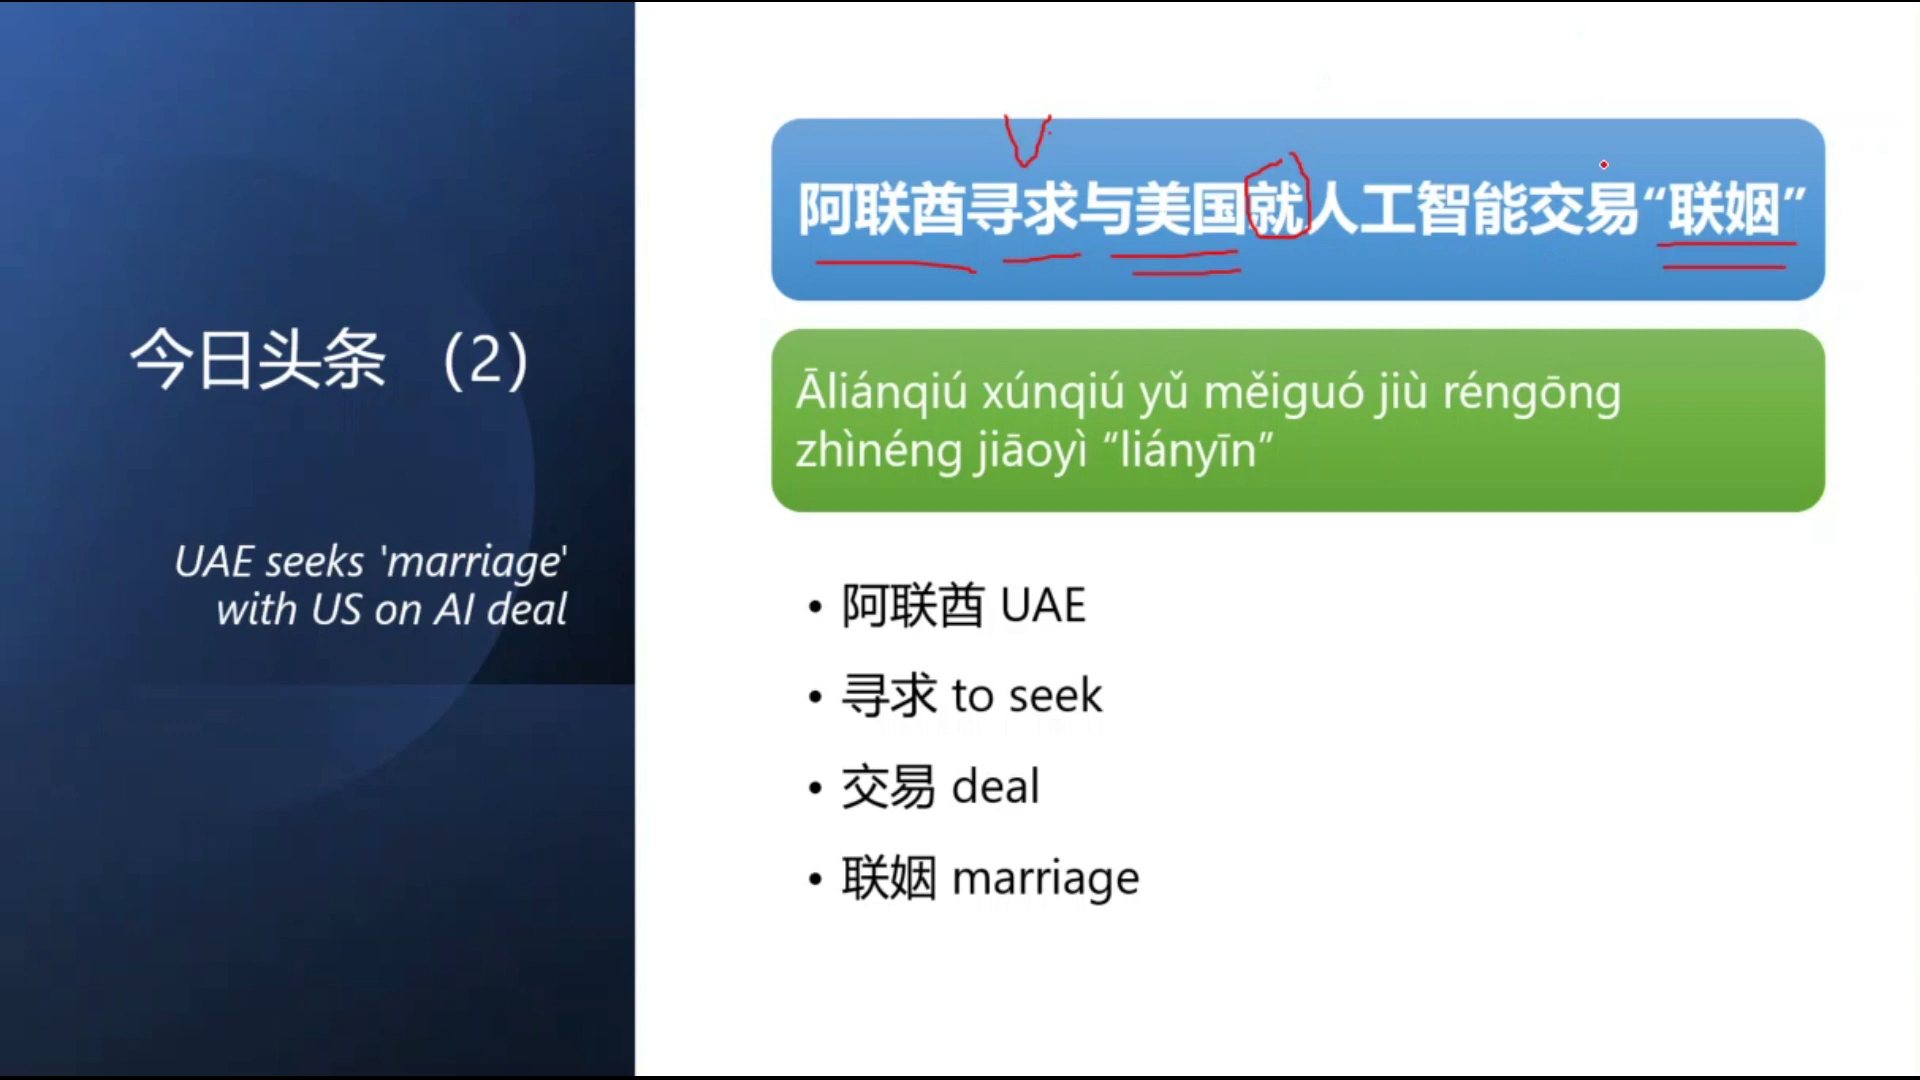 今日头条 （2）
UAE seeks 'marriage'
with US on AI deal
阿联酋寻求与美国就人工智能交易“联姻”
Āliánqiú xúnqiú yǔ měiguó jiù réngōng
zhìnéng jiāoyì “liányīn”
• 阿联酋 UAE
• 寻求 to seek
• 交易 deal
• 联姻 marriage